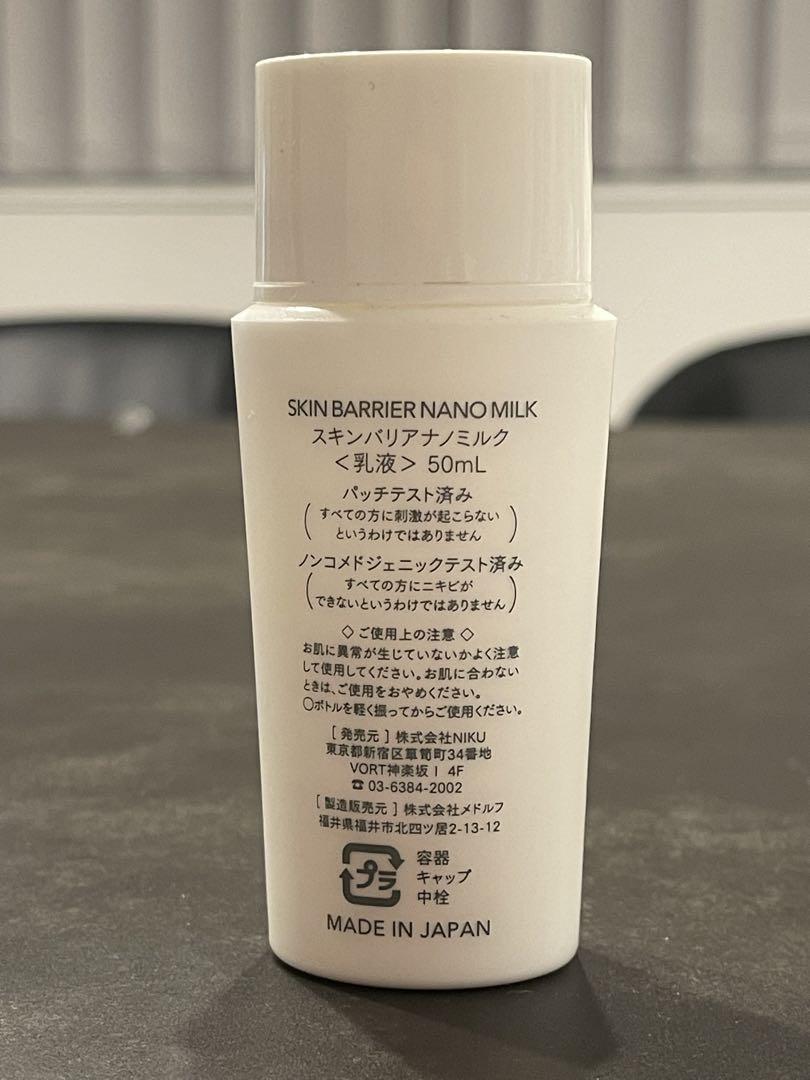 SKIN BARRIER NANO MILK
スキンバリアナノミルク
＜乳液＞ 50mL
パッチテスト済み
(すべての方に刺激が起こらない
というわけではありません)
ノンコメドジェニックテスト済み
(すべての方にニキビが
できないというわけではありません)
◇ ご使用上の注意 ◇
お肌に異常が生じていないかよく注意
して使用してください。お肌に合わない
ときは、ご使用をおやめください。
○ボトルを軽く振ってからご使用ください。
[ 発売元 ] 株式会社NIKU
東京都新宿区箪笥町34番地
VORT神楽坂Ⅰ 4F
☎ 03-6384-2002
[ 製造販売元 ] 株式会社メドルフ
福井県福井市北四ツ居2-13-12
プラ 容器
キャップ
中栓
MADE IN JAPAN